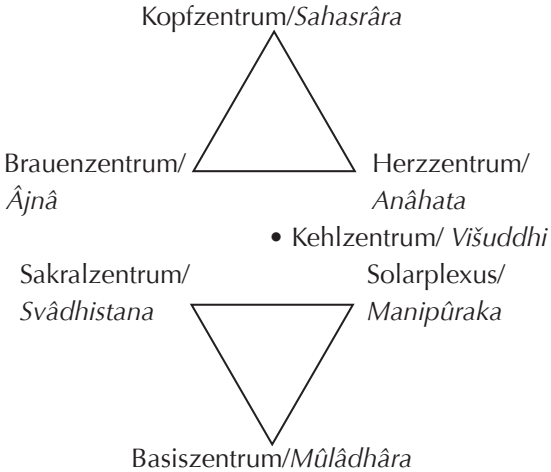 Kopfzentrum/Sahasrâra
Brauenzentrum/
Âjnâ
Herzzentrum/
Anâhata
• Kehlzentrum/ Višuddhi
Sakralzentrum/
Svâdhistana
Solarplexus/
Manipûraka
Basiszentrum/Mûlâdhâra